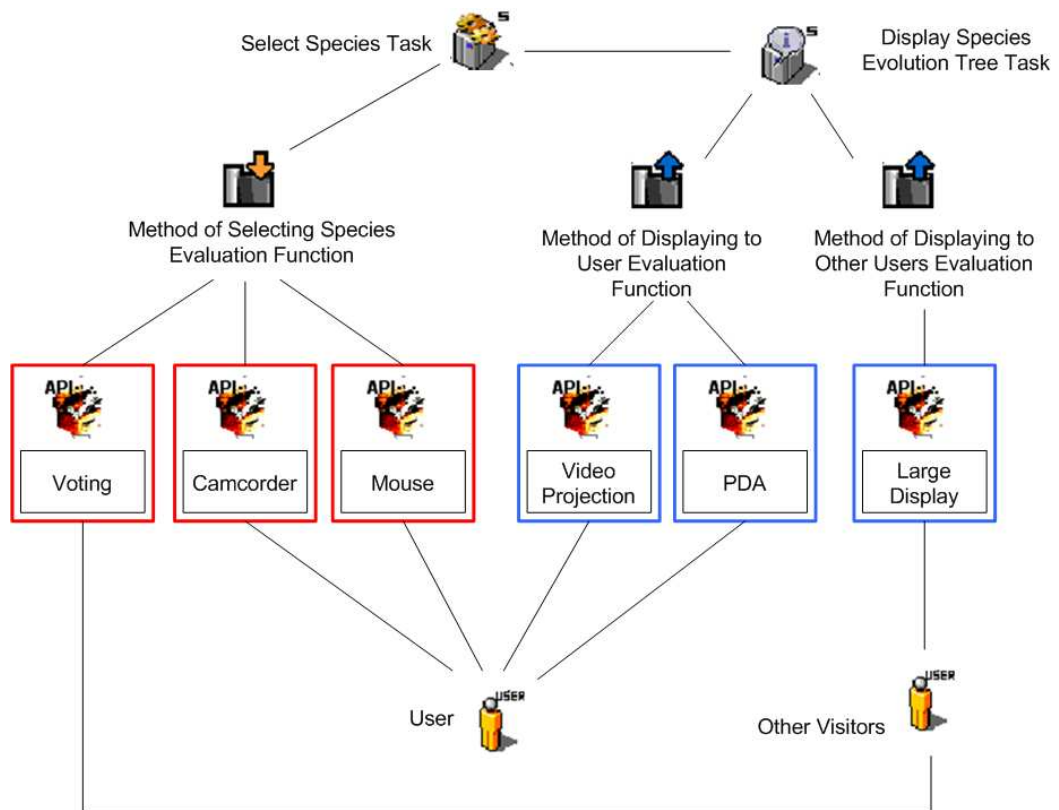 Select Species Task
S
S
Display Species
Evolution Tree Task
Method of Selecting Species
Evaluation Function
Method of Displaying to
User Evaluation
Function
Method of Displaying to
Other Users Evaluation
Function
API
API
API
API
API
API
Voting
Camcorder
Mouse
Video
Projection
PDA
Large
Display
USER
User
USER
Other Visitors